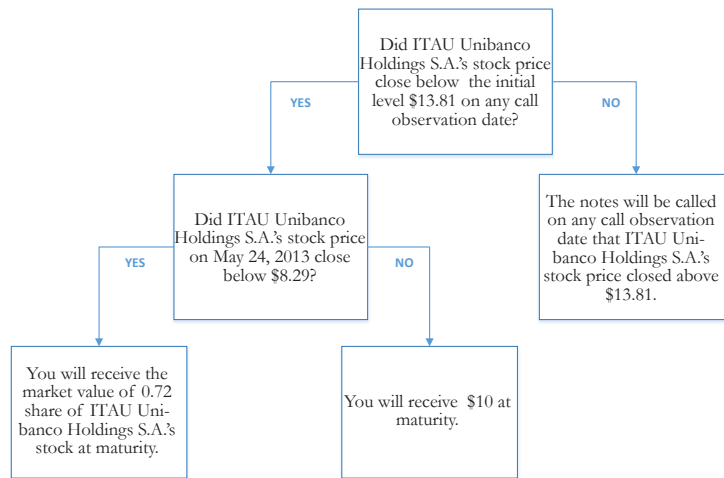 Did ITAU Unibanco
Holdings S.A.'s stock price
close below the initial
level $13.81 on any call
observation date?
YES
NO
Did ITAU Unibanco
Holdings S.A.'s stock price
on May 24, 2013 close
below $8.29?
The notes will be called
on any call observation
date that ITAU Uni-
banco Holdings S.A.'s
stock price closed above
$13.81.
YES
NO
You will receive the
market value of 0.72
share of ITAU Uni-
banco Holdings S.A.'s
stock at maturity.
You will receive $10 at
maturity.